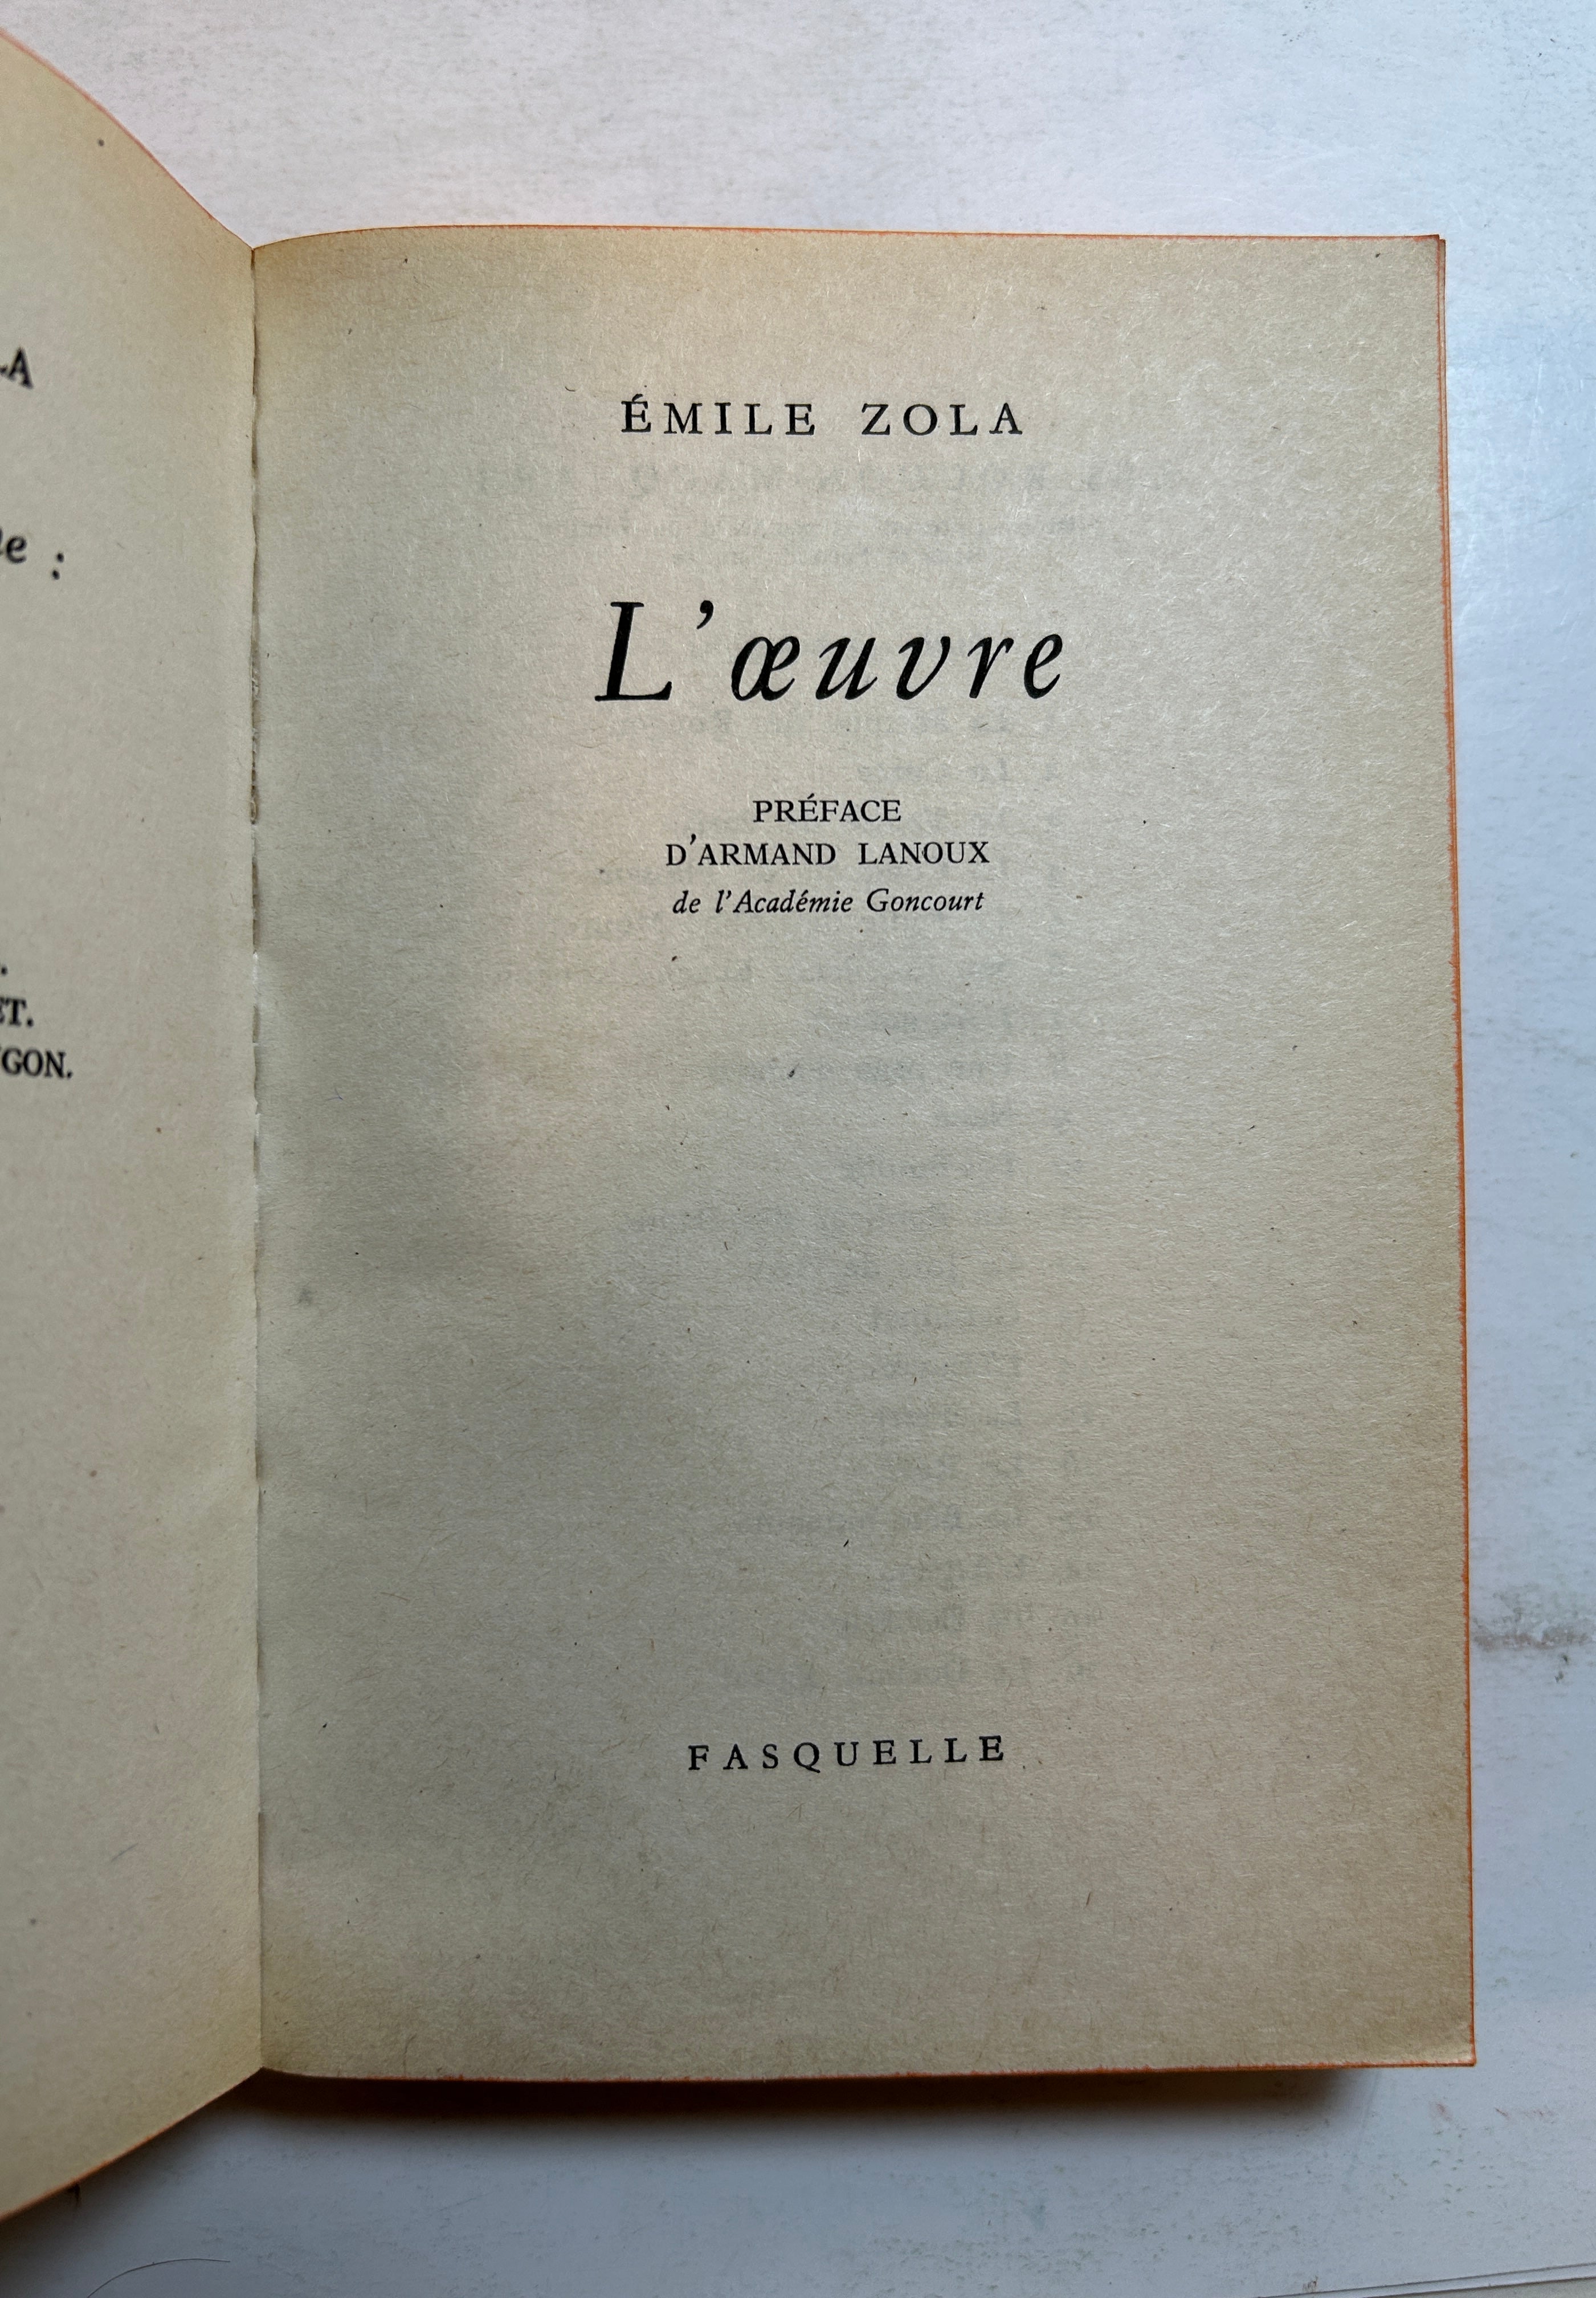 ÉMILE ZOLA
L'œuvre
PRÉFACE
D'ARMAND LANOUX
de l'Académie Goncourt
FASQUELLE